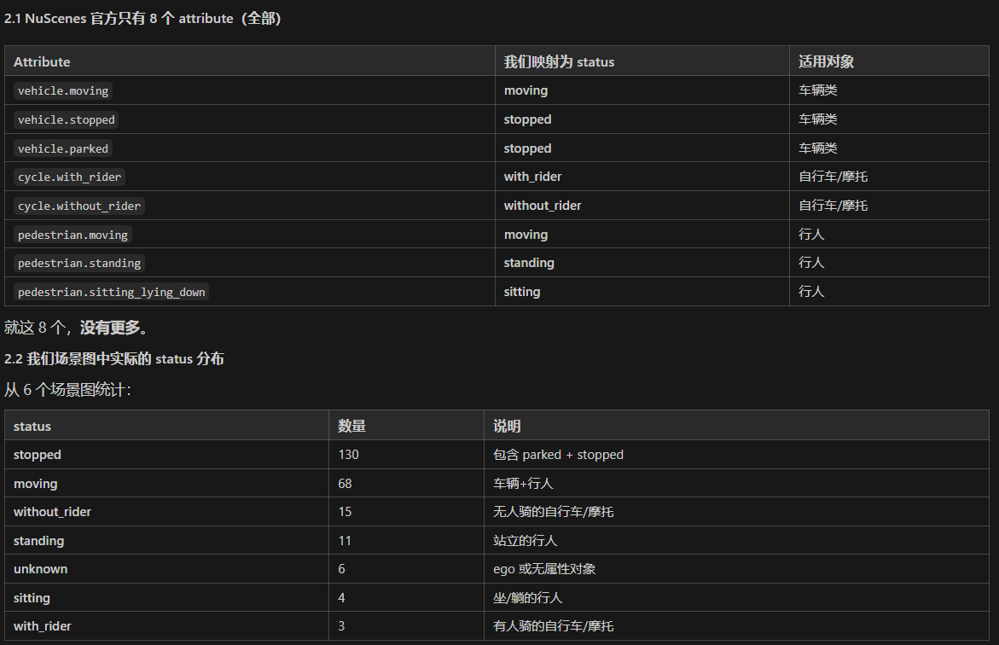 2.1 NuScenes 官方只有 8 个 attribute（全部）
Attribute 我们映射为 status 适用对象
vehicle.moving moving 车辆类
vehicle.stopped stopped 车辆类
vehicle.parked stopped 车辆类
cycle.with_rider with_rider 自行车/摩托
cycle.without_rider without_rider 自行车/摩托
pedestrian.moving moving 行人
pedestrian.standing standing 行人
pedestrian.sitting_lying_down sitting 行人
就这 8 个，没有更多。
2.2 我们场景图中实际的 status 分布
从 6 个场景图统计：
status 数量 说明
stopped 130 包含 parked + stopped
moving 68 车辆+行人
without_rider 15 无人骑的自行车/摩托
standing 11 站立的行人
unknown 6 ego 或无属性对象
sitting 4 坐/躺的行人
with_rider 3 有人骑的自行车/摩托